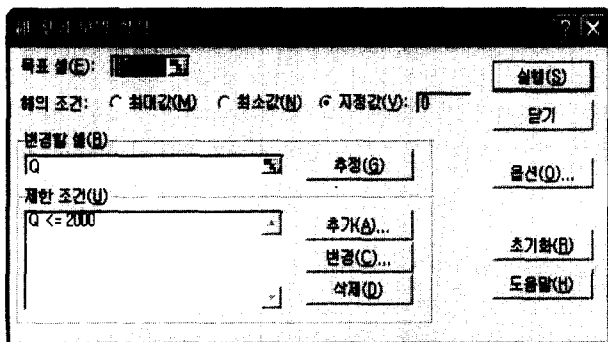 목표 셀(E):
해의 조건: 최대값(M) 최소값(N) 지정값(V): 0
변경할 셀(B)
Q 추정(G)
제한 조건(U)
Q <= 2000
추가(A)...
변경(C)...
삭제(D)
실행(S)
닫기
옵션(O)...
초기화(R)
도움말(H)